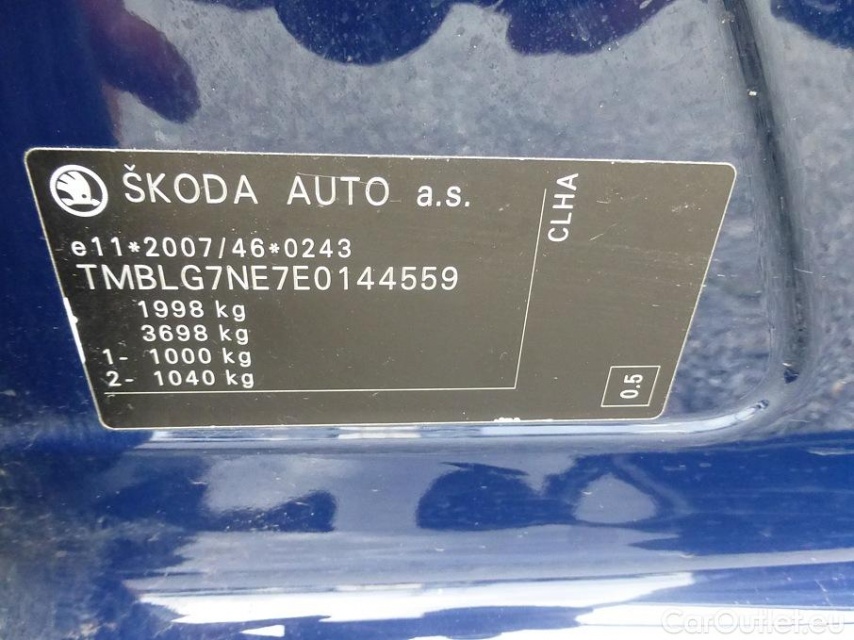 ŠKODA AUTO a.s.
e11*2007/46*0243
TMBLG7NE7E0144559
1998 kg
3698 kg
1- 1000 kg
2- 1040 kg
CLHA
0.5
CarOutlet.eu